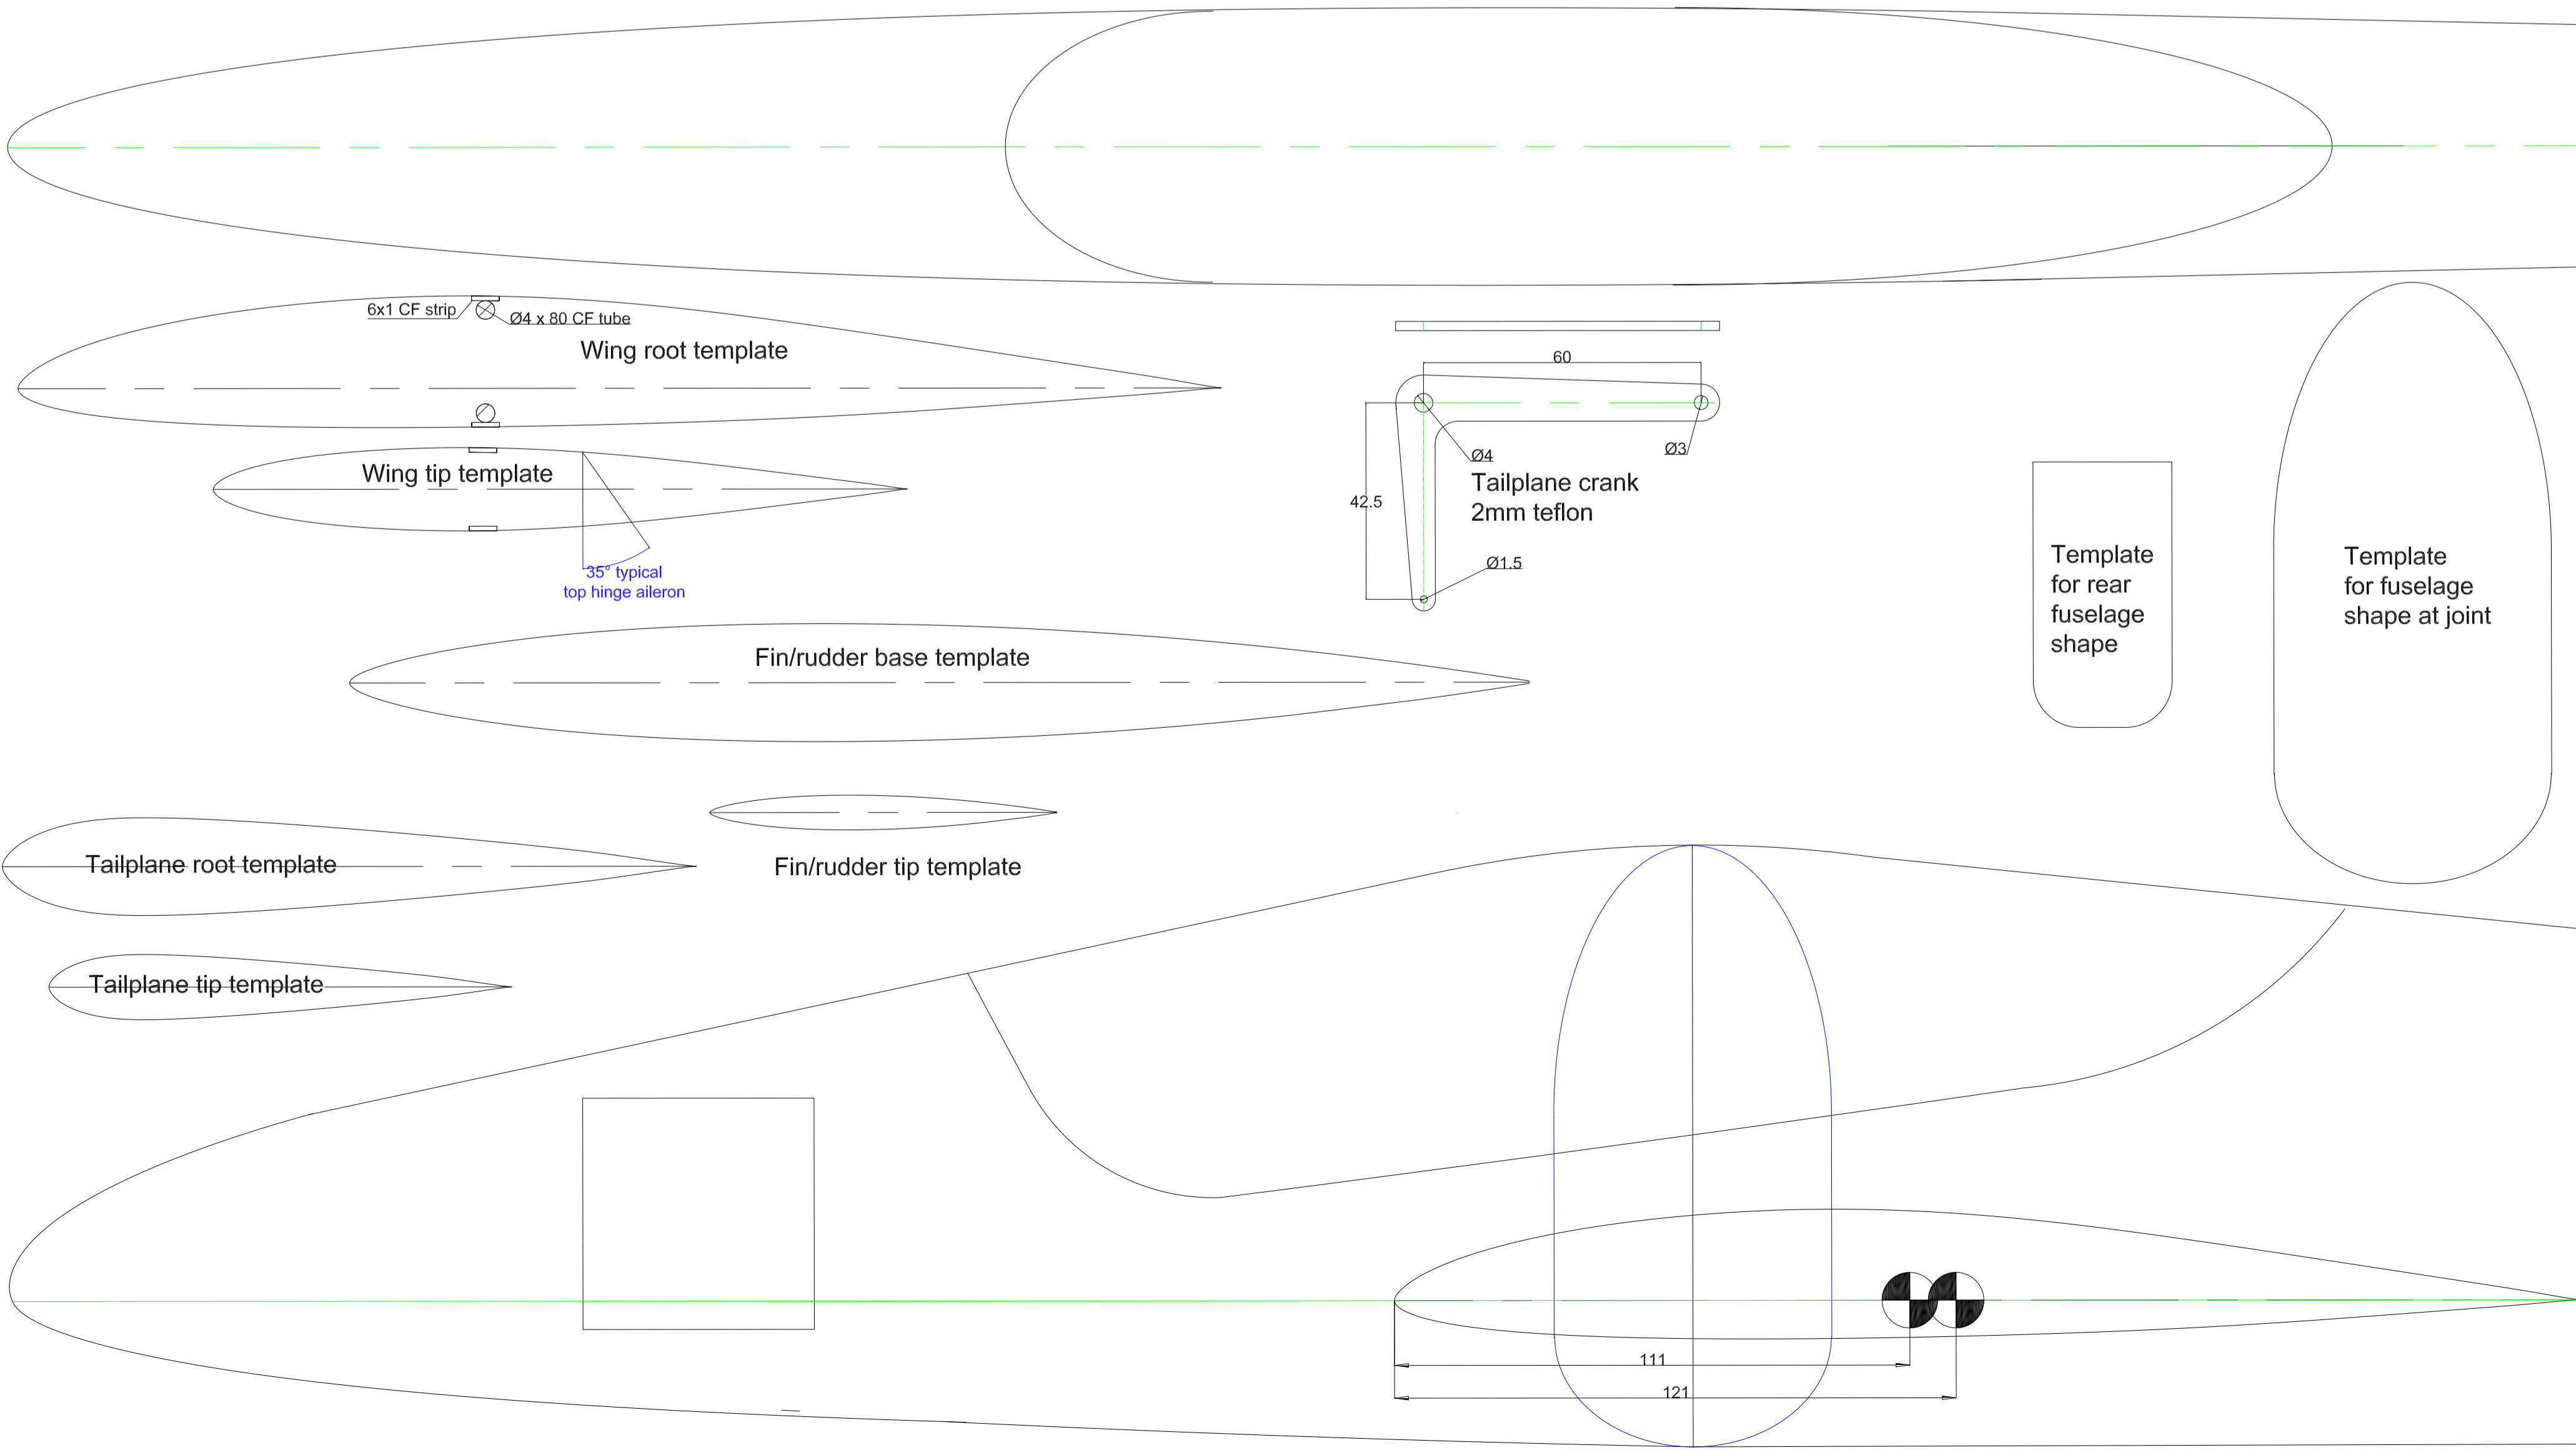 6x1 CF strip
Ø4 x 80 CF tube
Wing root template
60
Wing tip template
Ø4
Ø3
Tailplane crank
2mm teflon
42.5
Ø1.5
35° typical
top hinge aileron
Template
for rear
fuselage
shape
Template
for fuselage
shape at joint
Fin/rudder base template
Tailplane root template
Fin/rudder tip template
Tailplane tip template
111
121